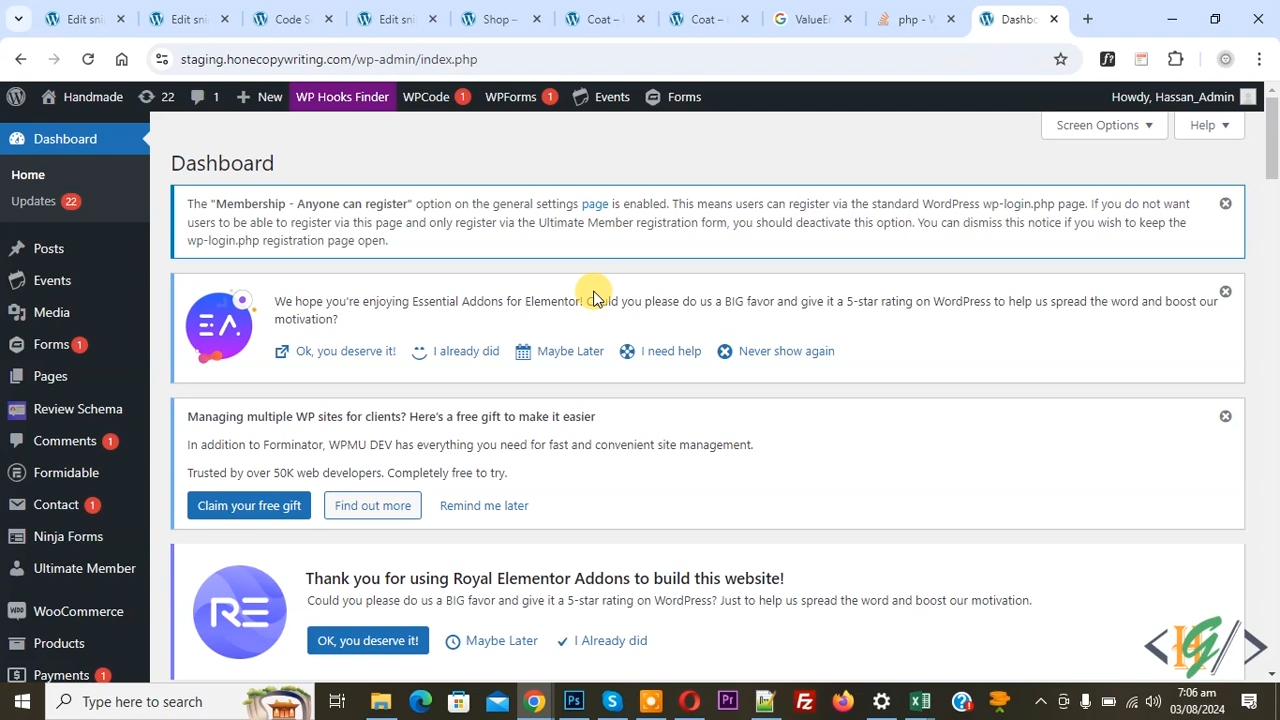 Edit sni
Edit sni
Code S
Edit sni
Shop –
Coat –
Coat –
ValueEr
php - W
Dashbo
staging.honecopywriting.com/wp-admin/index.php
Handmade 22 1 New WP Hooks Finder WPCode 1 WPForms 1 Events Forms Howdy, Hassan_Admin
Screen Options Help
Dashboard
Home
Updates 22
Posts
Events
Media
Forms 1
Pages
Review Schema
Comments 1
Formidable
Contact 1
Ninja Forms
Ultimate Member
WooCommerce
Products
Payments 1
Dashboard
The "Membership - Anyone can register" option on the general settings page is enabled. This means users can register via the standard WordPress wp-login.php page. If you do not want
users to be able to register via this page and only register via the Ultimate Member registration form, you should deactivate this option. You can dismiss this notice if you wish to keep the
wp-login.php registration page open.
EA
We hope you're enjoying Essential Addons for Elementor! Could you please do us a BIG favor and give it a 5-star rating on WordPress to help us spread the word and boost our
motivation?
Ok, you deserve it! I already did Maybe Later I need help Never show again
Managing multiple WP sites for clients? Here's a free gift to make it easier
In addition to Forminator, WPMU DEV has everything you need for fast and convenient site management.
Trusted by over 50K web developers. Completely free to try.
Claim your free gift Find out more Remind me later
RE
Thank you for using Royal Elementor Addons to build this website!
Could you please do us a BIG favor and give it a 5-star rating on WordPress? Just to help us spread the word and boost our motivation.
OK, you deserve it! Maybe Later I Already did
Type here to search
7:06 am
03/08/2024